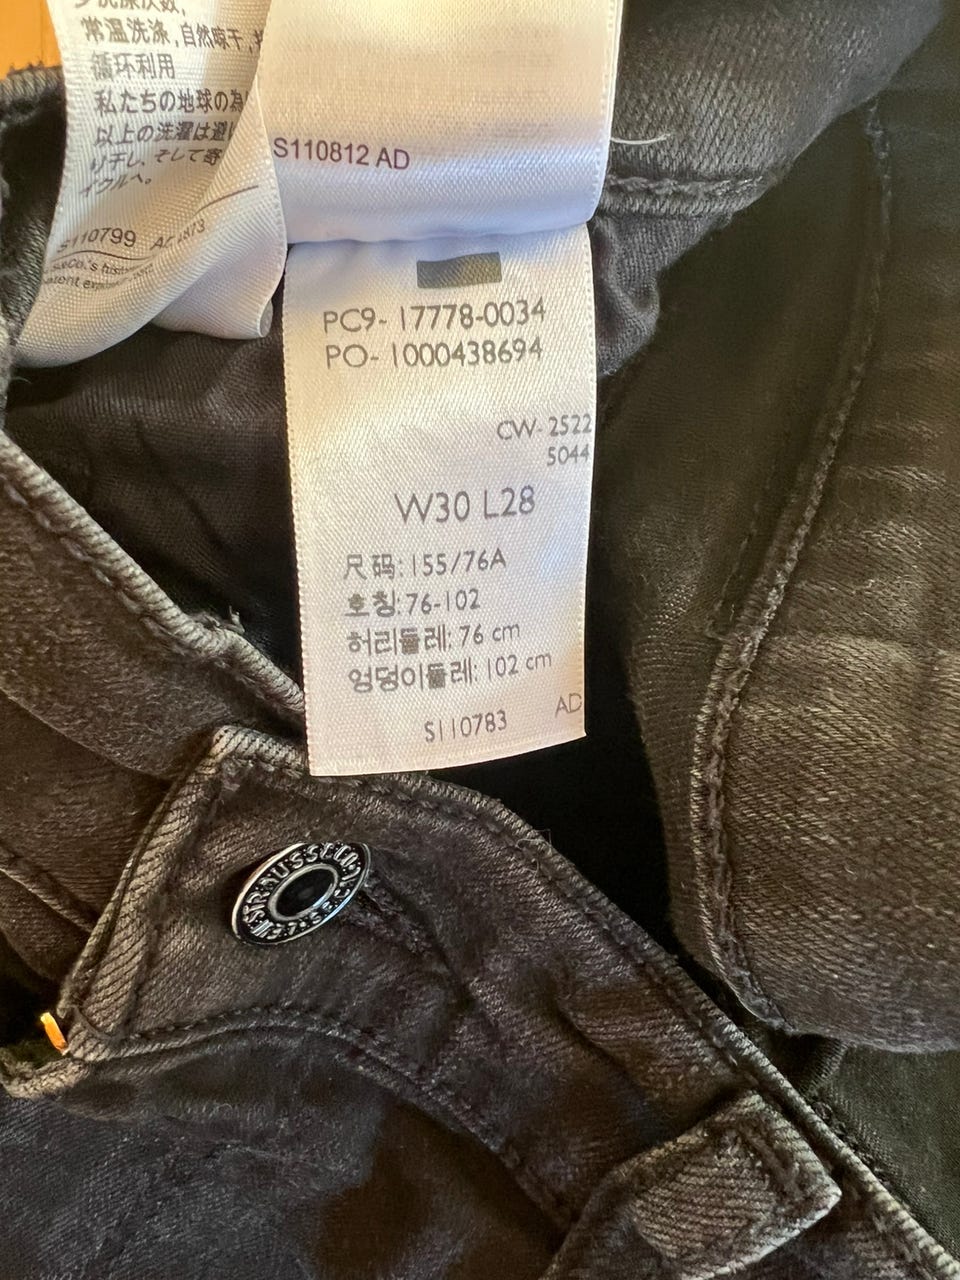 常温洗涤,自然晾干,
循环利用
私たちの地球の為
以上の洗濯は避
り干し、そして寄
イクルへ。
S110799
S110812 AD
PC9- 17778-0034
PO- 1000438694
CW- 2522
5044
W30 L28
尺码:155/76A
호칭:76-102
허리둘레: 76 cm
엉덩이둘레: 102 cm
S110783
AD